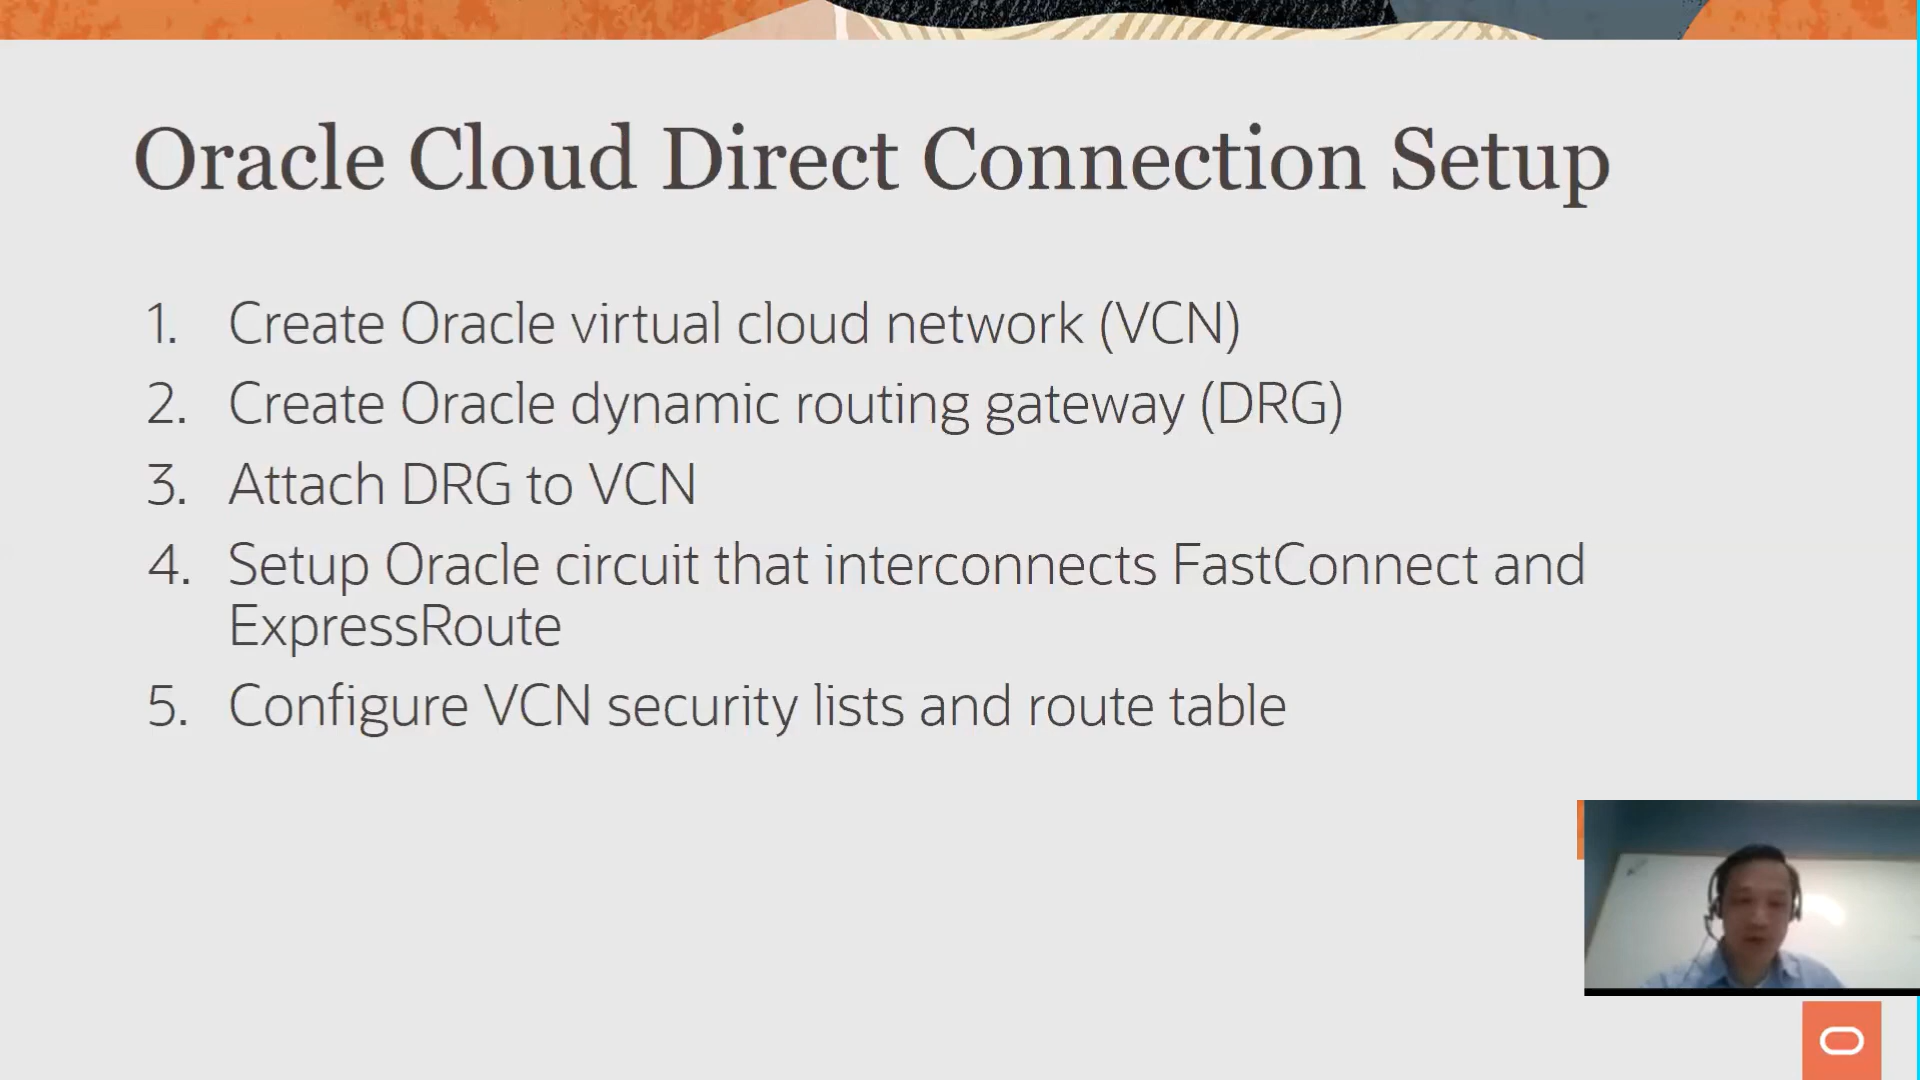 Oracle Cloud Direct Connection Setup
1. Create Oracle virtual cloud network (VCN)
2. Create Oracle dynamic routing gateway (DRG)
3. Attach DRG to VCN
4. Setup Oracle circuit that interconnects FastConnect and
ExpressRoute
5. Configure VCN security lists and route table